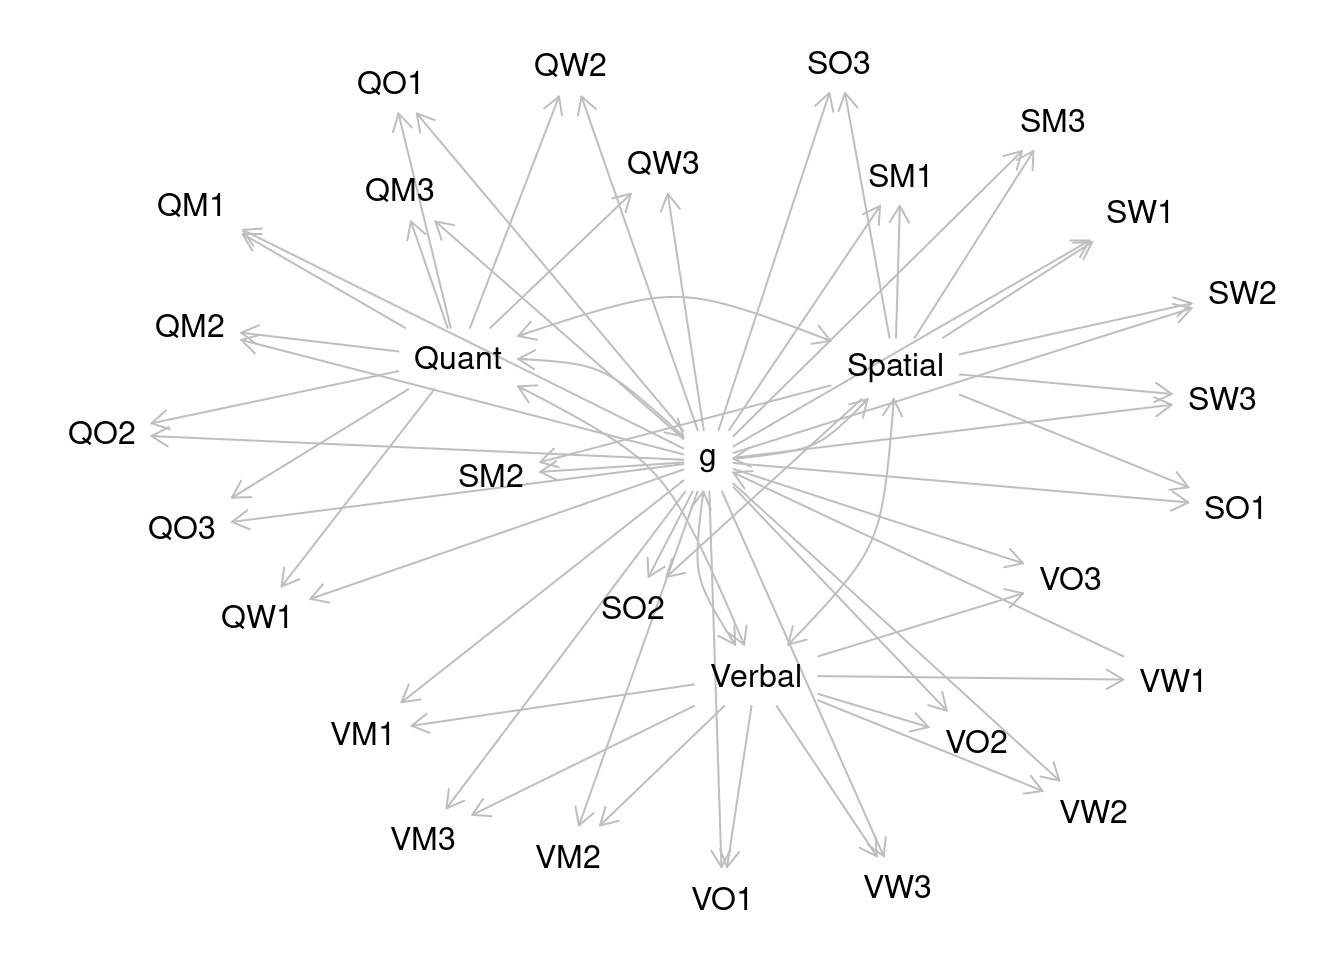 SO3
QW2
QO1
SM3
QW3
SM1
QM3
QM1
SW1
SW2
QM2
Quant
Spatial
SW3
QO2
g
SM2
SO1
QO3
VO3
SO2
QW1
Verbal
VW1
VM1
VO2
VW2
VM3
VM2
VW3
VO1